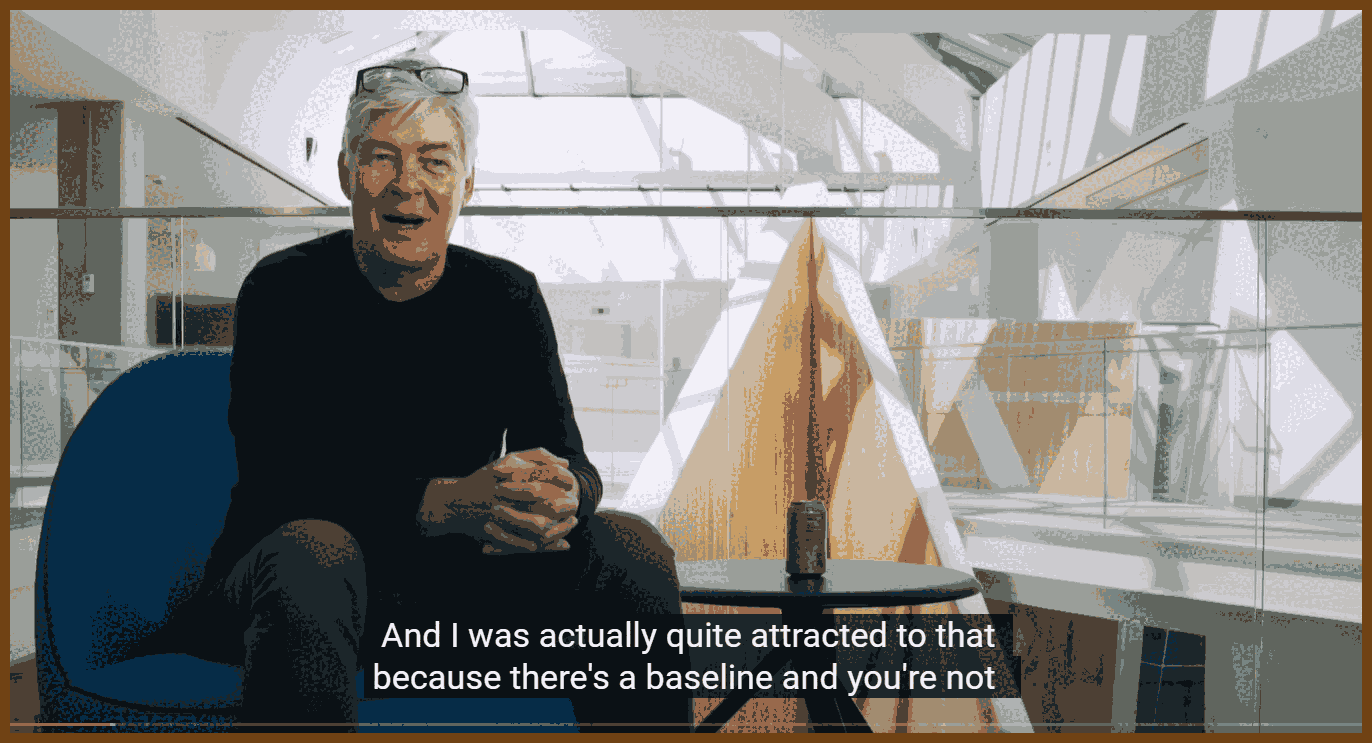 And I was actually quite attracted to that
because there's a baseline and you're not